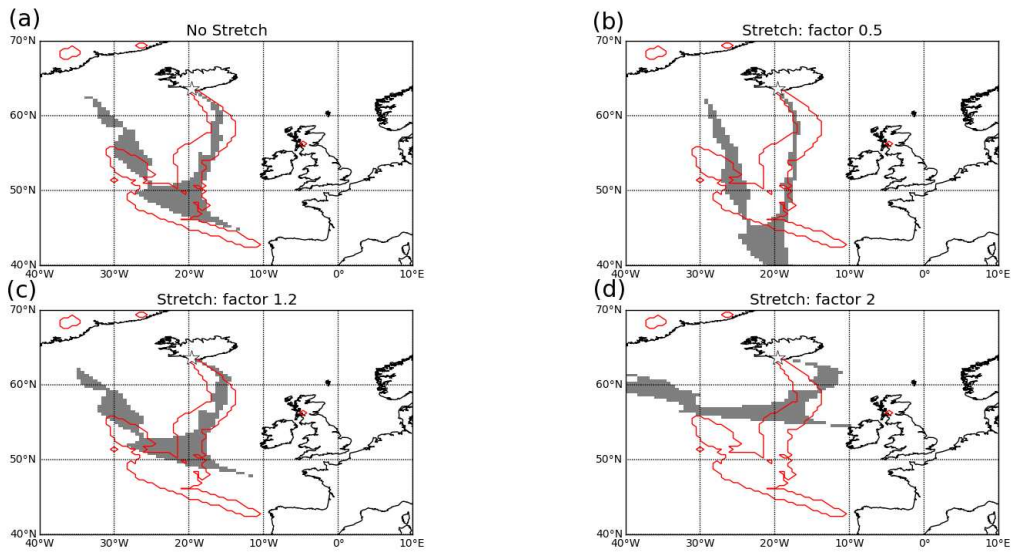 (a)
No Stretch
70°N
60°N
50°N
40°N
40°W 30°W 20°W 10°W 0° 10°E
(b)
Stretch: factor 0.5
70°N
60°N
50°N
40°N
40°W 30°W 20°W 10°W 0° 10°E
(c)
Stretch: factor 1.2
70°N
60°N
50°N
40°N
40°W 30°W 20°W 10°W 0° 10°E
(d)
Stretch: factor 2
70°N
60°N
50°N
40°N
40°W 30°W 20°W 10°W 0° 10°E